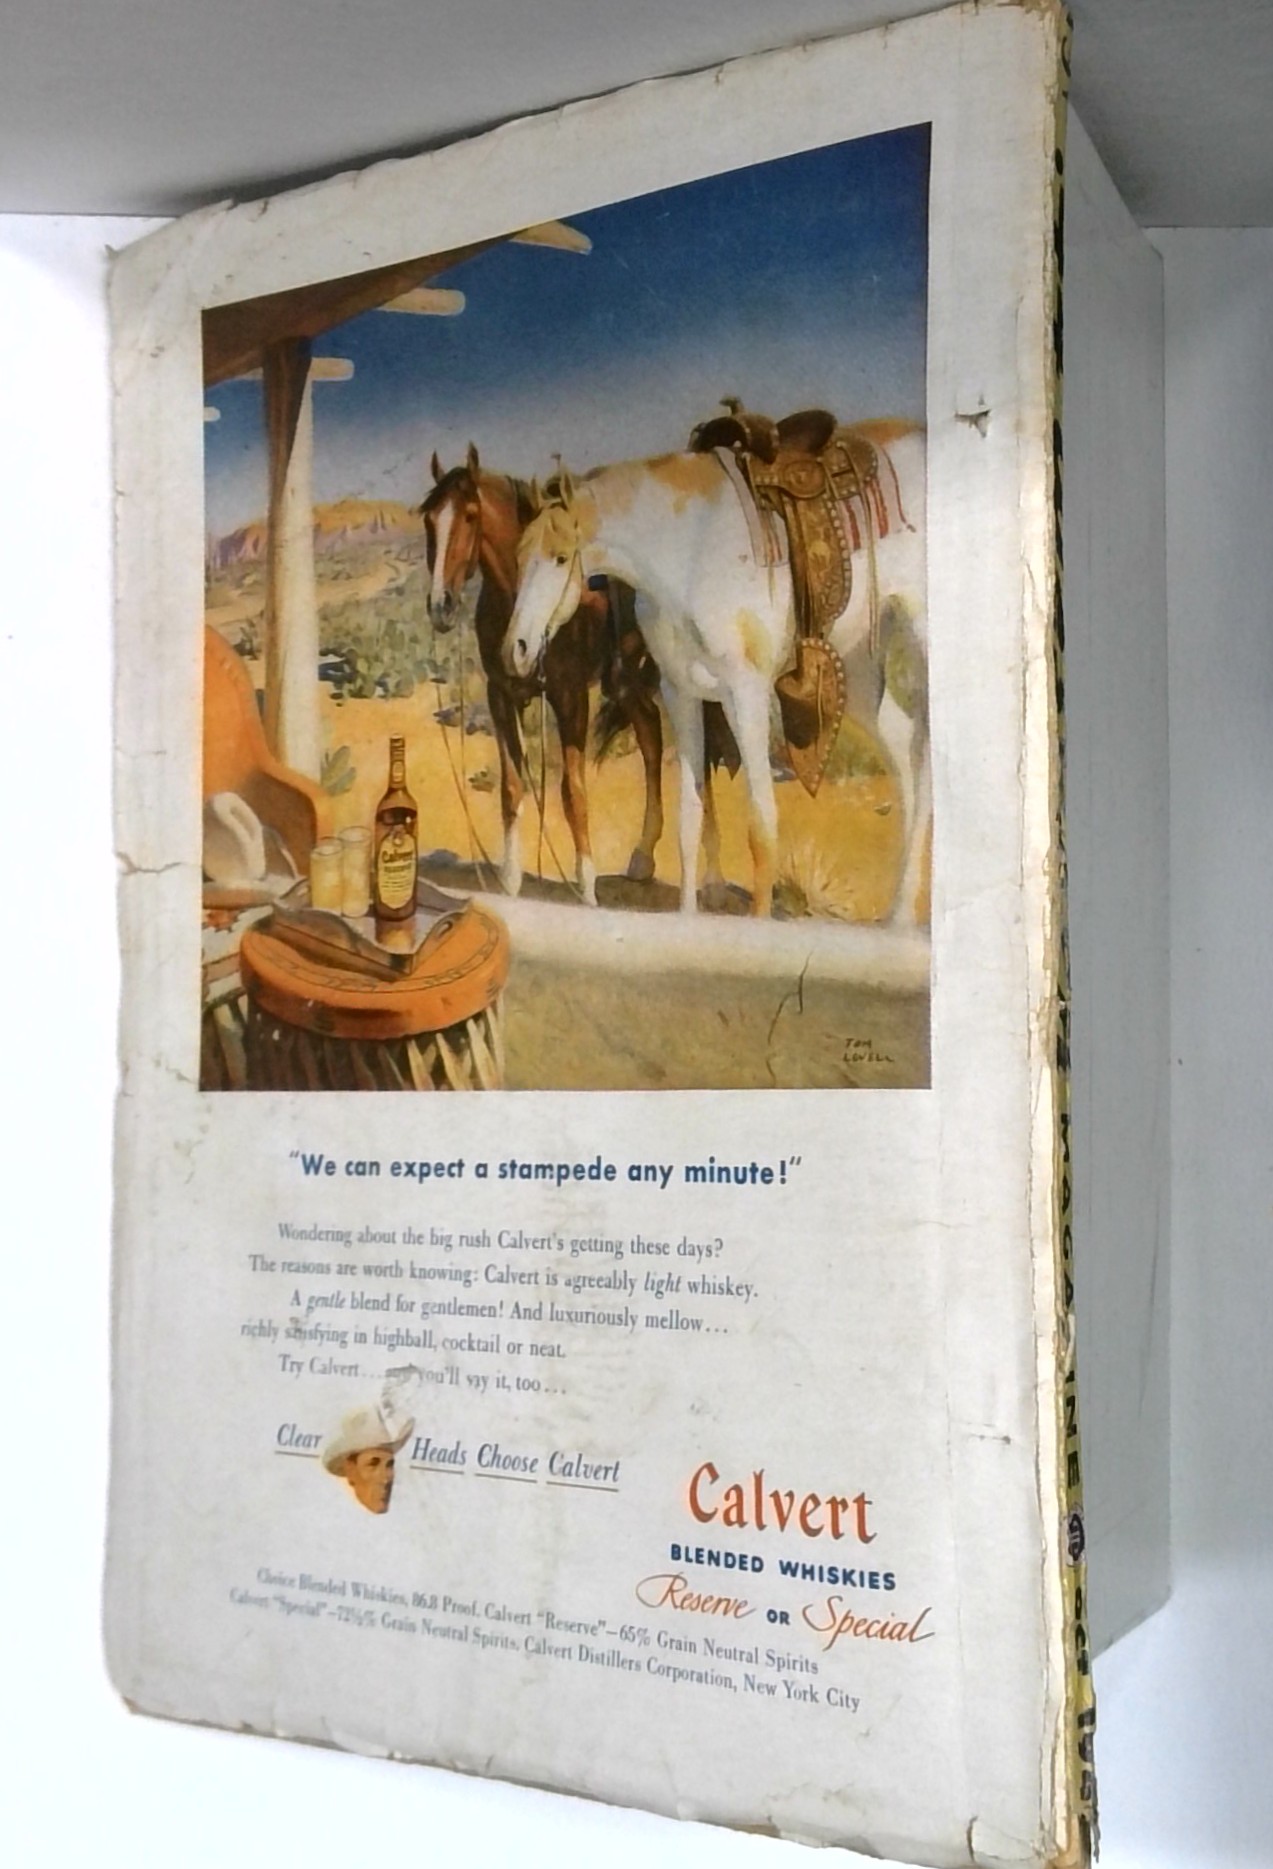 Calvert
RESERVE
TOM
LOVELL
"We can expect a stampede any minute!"
Wondering about the big rush Calvert's getting these days?
The reasons are worth knowing: Calvert is agreeably light whiskey.
A gentle blend for gentlemen! And luxuriously mellow...
richly satisfying in highball, cocktail or neat.
Try Calvert... and you'll say it, too...
Clear Heads Choose Calvert
Calvert
BLENDED WHISKIES
Reserve OR Special
Choice Blended Whiskies, 86.8 Proof. Calvert "Reserve"—65% Grain Neutral Spirits
Calvert "Special"—72½% Grain Neutral Spirits. Calvert Distillers Corporation, New York City
MAGAZINE